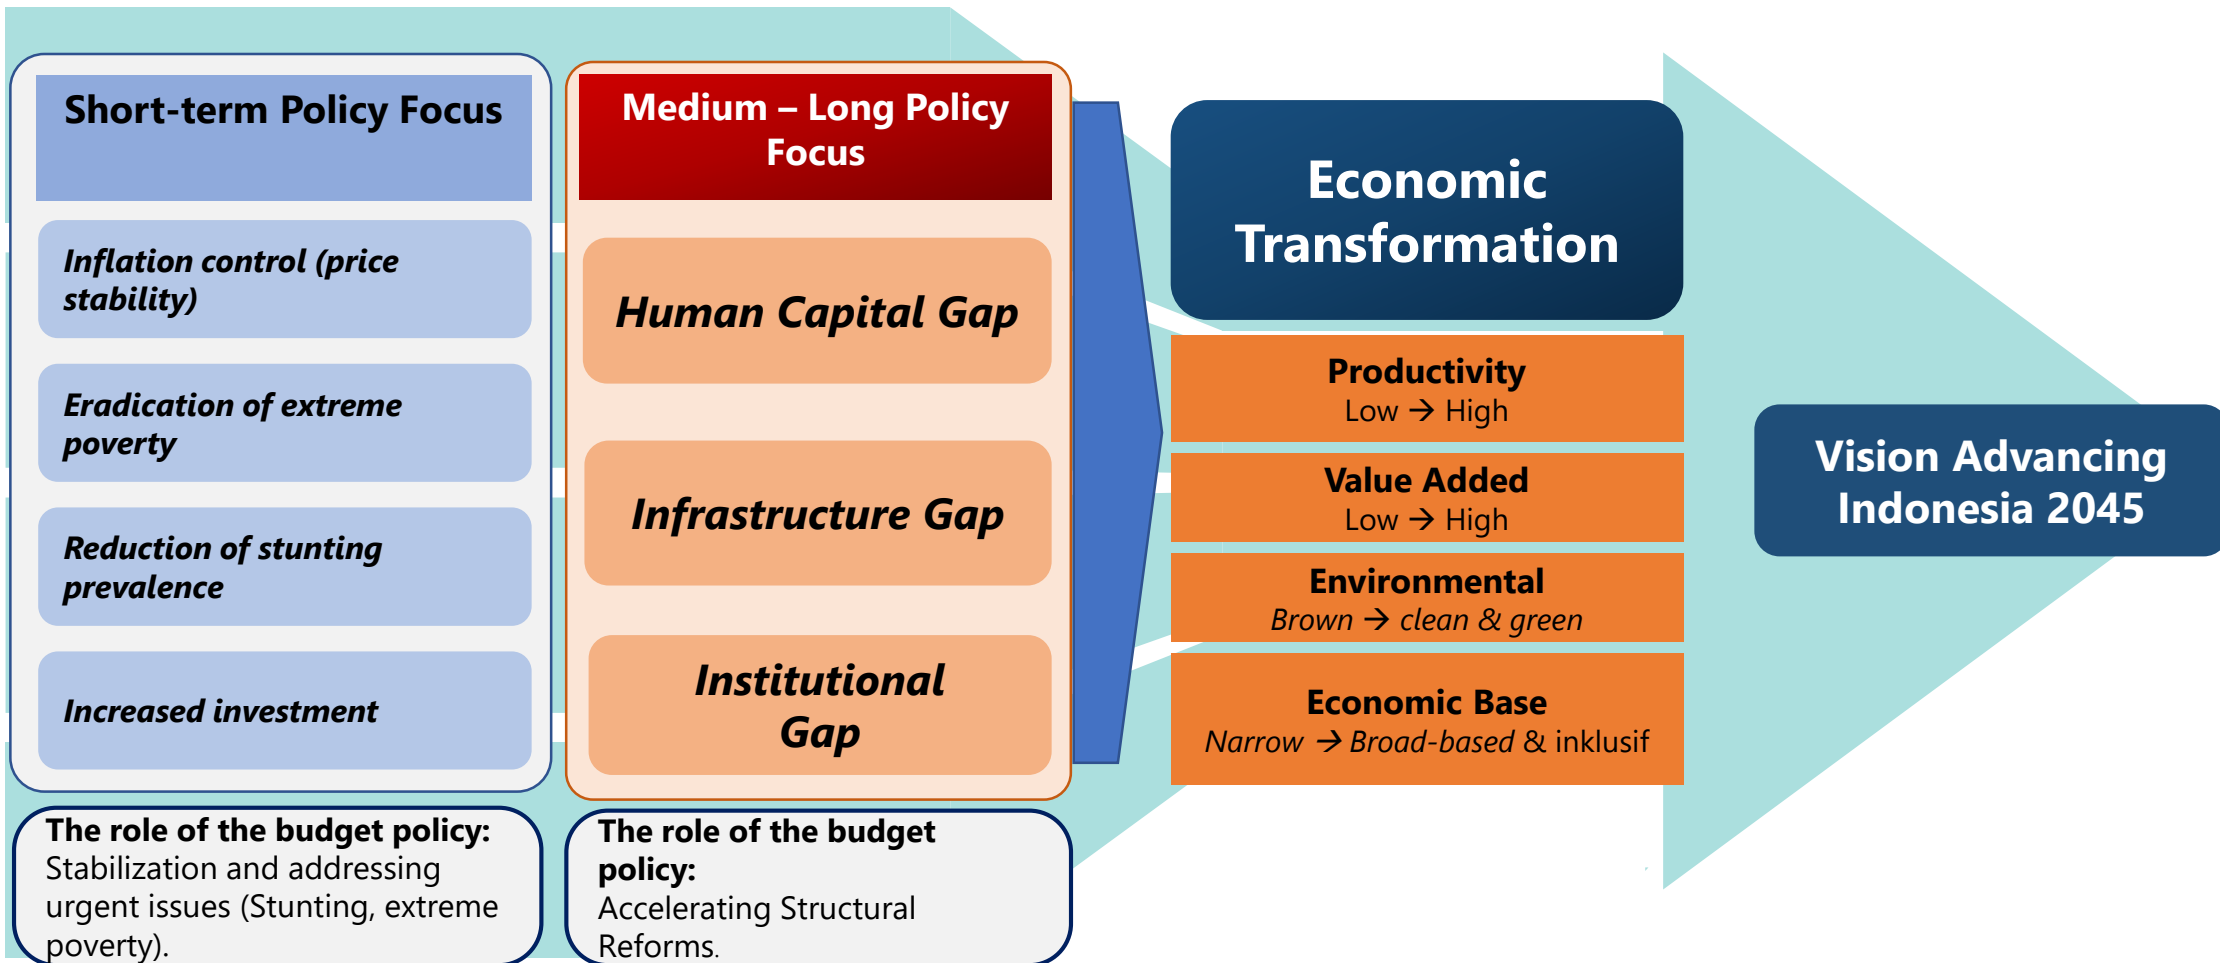 Short-term Policy Focus
Inflation control (price
stability)
Eradication of extreme
poverty
Reduction of stunting
prevalence
Increased investment
The role of the budget policy:
Stabilization and addressing
urgent issues (Stunting, extreme
poverty).
Medium – Long Policy
Focus
Human Capital Gap
Infrastructure Gap
Institutional
Gap
The role of the budget
policy:
Accelerating Structural
Reforms.
Economic
Transformation
Productivity
Low → High
Value Added
Low → High
Environmental
Brown → clean & green
Economic Base
Narrow → Broad-based & inklusif
Vision Advancing
Indonesia 2045